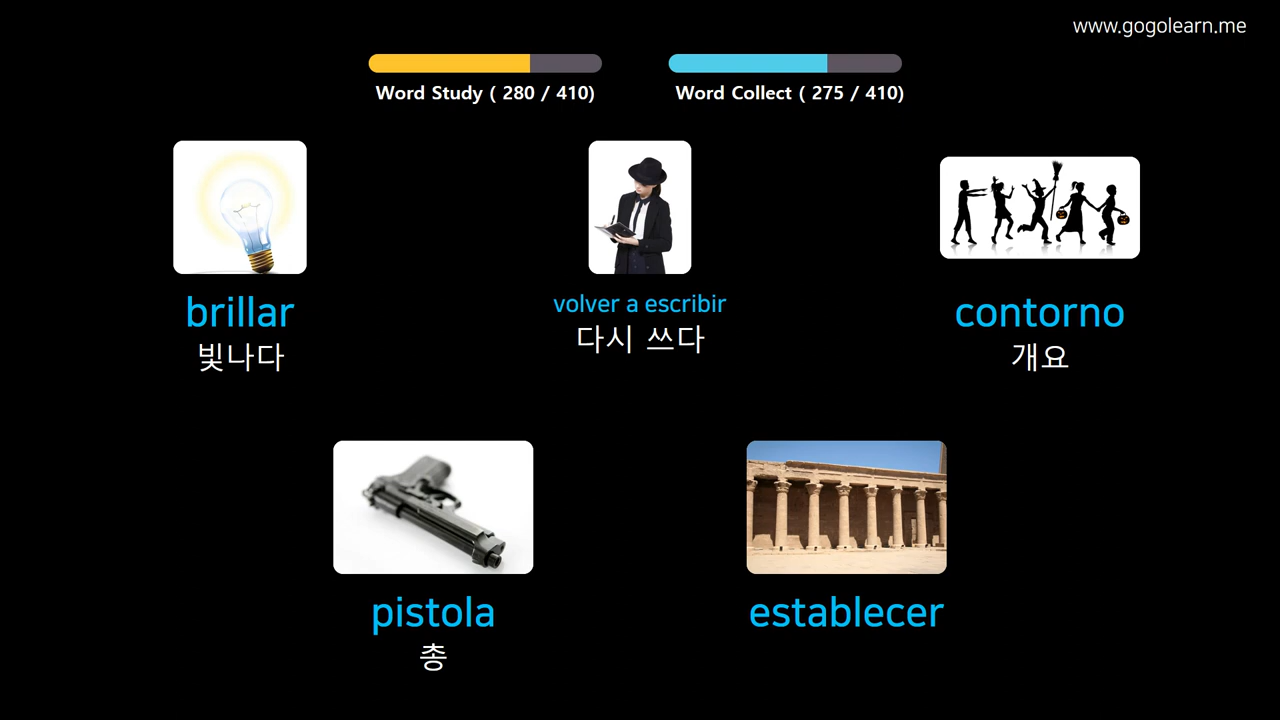 www.gogolearn.me
Word Study ( 280 / 410)
Word Collect ( 275 / 410)
brillar
빛나다
volver a escribir
다시 쓰다
contorno
개요
pistola
총
establecer